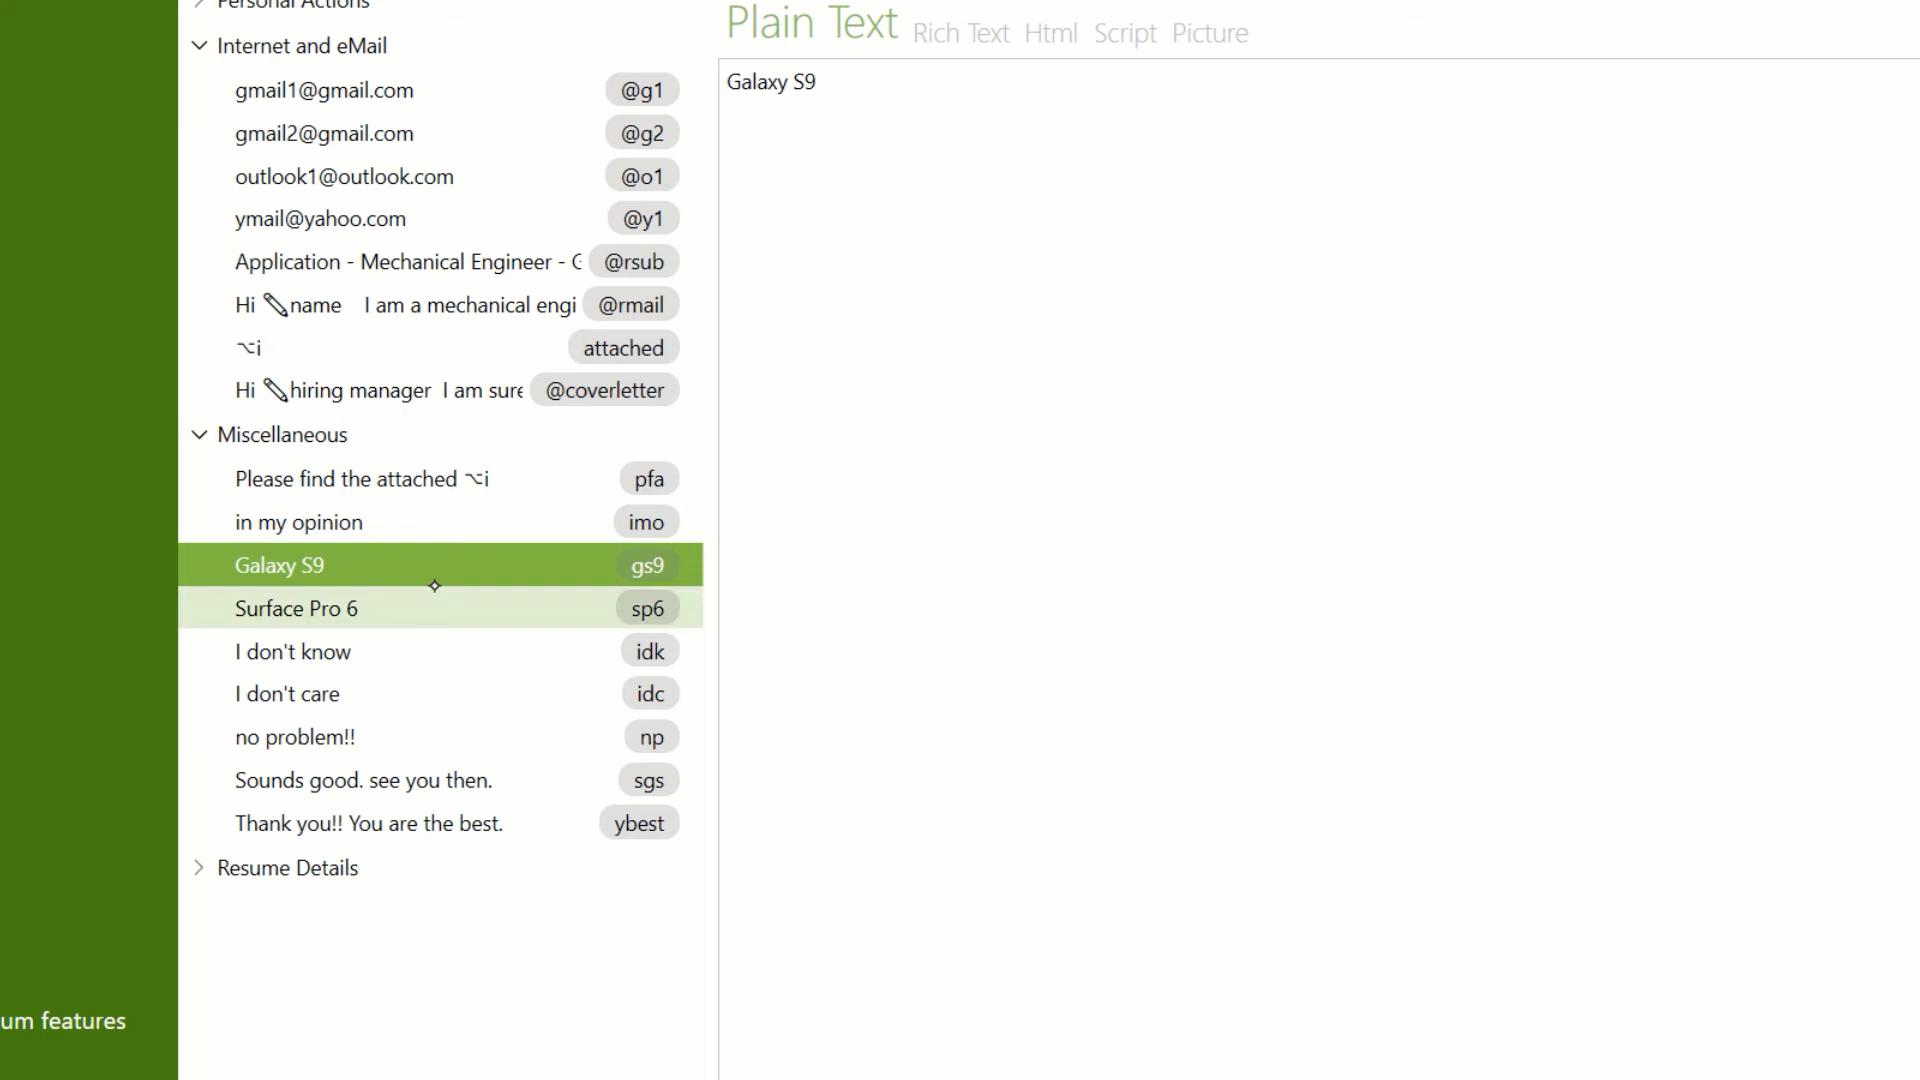 Personal Actions
Internet and eMail
gmail1@gmail.com @g1
gmail2@gmail.com @g2
outlook1@outlook.com @o1
ymail@yahoo.com @y1
Application - Mechanical Engineer - @rsub
Hi name I am a mechanical engi @rmail
⌥i attached
Hi hiring manager I am sure @coverletter
Miscellaneous
Please find the attached ⌥i pfa
in my opinion imo
Galaxy S9 gs9
Surface Pro 6 sp6
I don't know idk
I don't care idc
no problem!! np
Sounds good. see you then. sgs
Thank you!! You are the best. ybest
Resume Details
um features
Plain Text Rich Text Html Script Picture
Galaxy S9